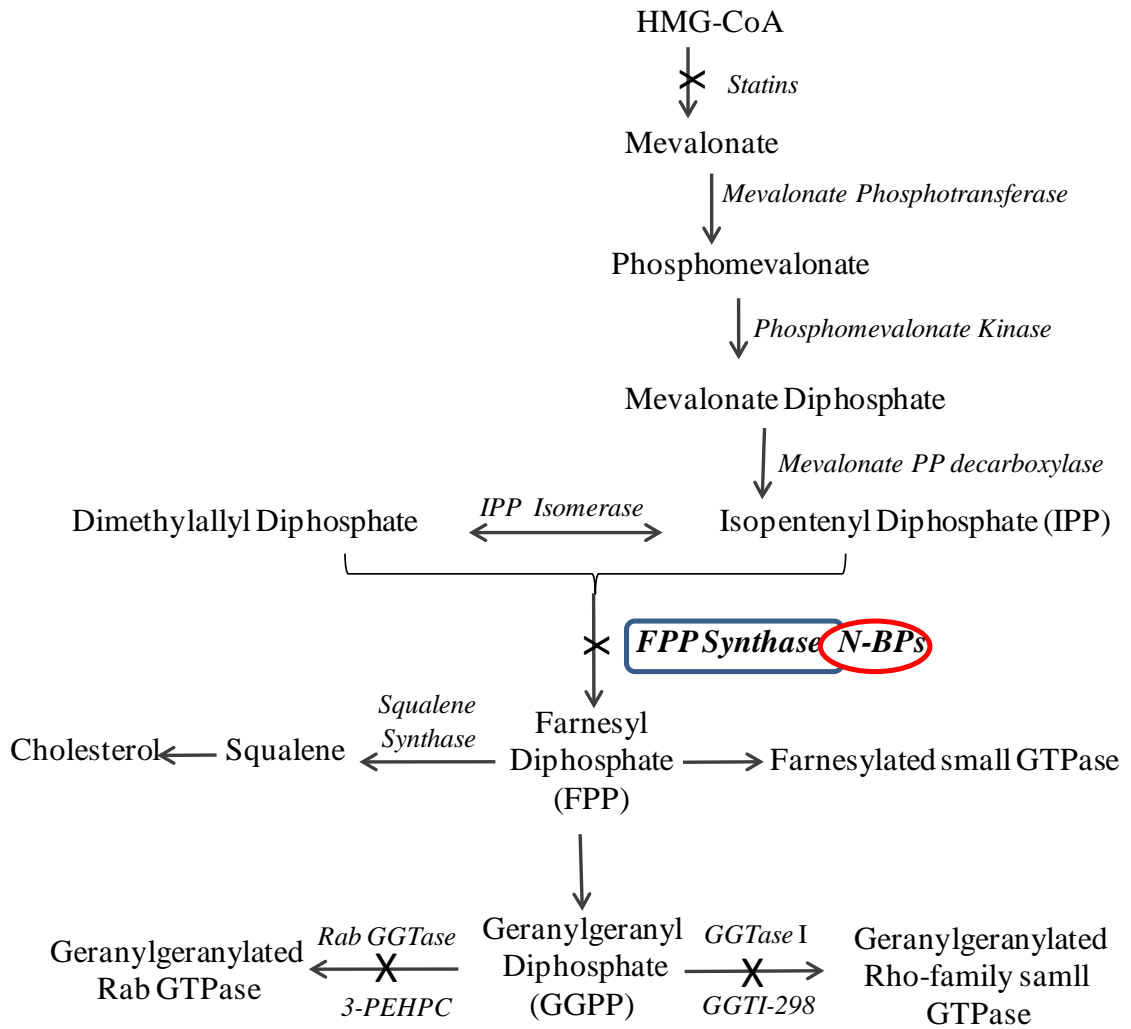 HMG-CoA
Statins
Mevalonate
Mevalonate Phosphotransferase
Phosphomevalonate
Phosphomevalonate Kinase
Mevalonate Diphosphate
Mevalonate PP decarboxylase
Dimethylallyl Diphosphate
IPP Isomerase
Isopentenyl Diphosphate (IPP)
FPP Synthase N-BPs
Cholesterol
Squalene
Squalene
Synthase
Farnesyl
Diphosphate
(FPP)
Farnesylated small GTPase
Geranylgeranylated
Rab GTPase
Rab GGTase
3-PEHPC
Geranylgeranyl
Diphosphate
(GGPP)
GGTase I
GGTI-298
Geranylgeranylated
Rho-family samll
GTPase